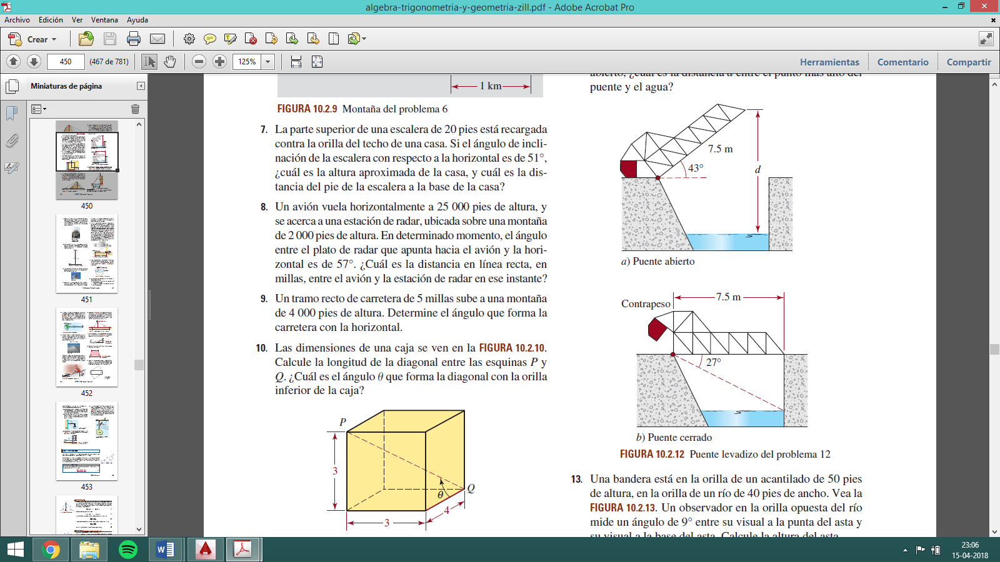 algebra-trigonometria-y-geometria-zill.pdf - Adobe Acrobat Pro
Archivo Edición Ver Ventana Ayuda
Crear
450 (467 de 781) 125% Herramientas Comentario Compartir
Miniaturas de página
450
451
452
453
1 km
FIGURA 10.2.9 Montaña del problema 6
7. La parte superior de una escalera de 20 pies está recargada
contra la orilla del techo de una casa. Si el ángulo de incli-
nación de la escalera con respecto a la horizontal es de 51°,
¿cuál es la altura aproximada de la casa, y cuál es la dis-
tancia del pie de la escalera a la base de la casa?
8. Un avión vuela horizontalmente a 25 000 pies de altura, y
se acerca a una estación de radar, ubicada sobre una montaña
de 2 000 pies de altura. En determinado momento, el ángulo
entre el plato de radar que apunta hacia el avión y la hori-
zontal es de 57°. ¿Cuál es la distancia en línea recta, en
millas, entre el avión y la estación de radar en ese instante?
9. Un tramo recto de carretera de 5 millas sube a una montaña
de 4 000 pies de altura. Determine el ángulo que forma la
carretera con la horizontal.
10. Las dimensiones de una caja se ven en la FIGURA 10.2.10.
Calcule la longitud de la diagonal entre las esquinas P y
Q. ¿Cuál es el ángulo θ que forma la diagonal con la orilla
inferior de la caja?
P
3
θ
Q
4
3
abierto, ¿cuál es la distancia d entre el punto más alto del
puente y el agua?
7.5 m
43°
d
a) Puente abierto
7.5 m
Contrapeso
27°
b) Puente cerrado
FIGURA 10.2.12 Puente levadizo del problema 12
13. Una bandera está en la orilla de un acantilado de 50 pies
de altura, en la orilla de un río de 40 pies de ancho. Vea la
FIGURA 10.2.13. Un observador en la orilla opuesta del río
mide un ángulo de 9° entre su visual a la punta del asta y
su visual a la base del asta. Calcule la altura del asta.
23:06
15-04-2018